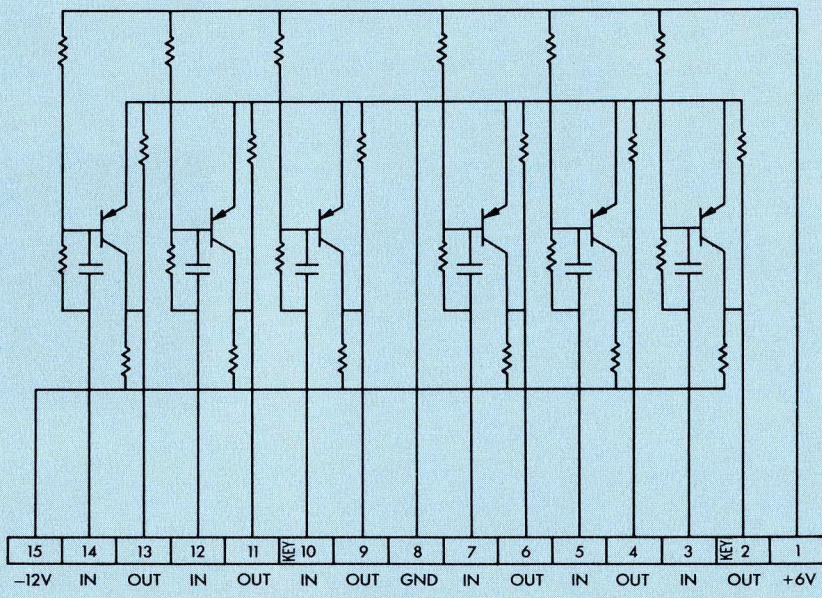 15 14 13 12 11 KEY 10 9 8 7 6 5 4 3 KEY 2 1
–12V IN OUT IN OUT IN OUT GND IN OUT IN OUT IN OUT +6V